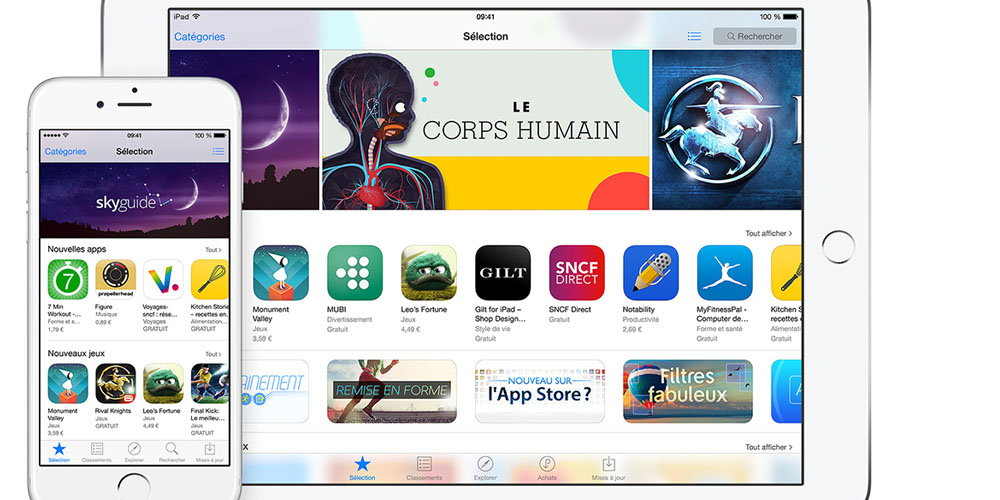 iPad 09:41 100 %
Catégories Sélection Rechercher
LE
CORPS HUMAIN
Tout afficher >
Monument
Valley
Jeux
3,59 €
MUBI
Divertissement
Gratuit
Leo's Fortune
Jeux
4,49 €
GILT
Gilt for iPad –
Shop Design...
Style de vie
Gratuit
SNCF
DIRECT
SNCF Direct
Gratuit
Notability
Productivité
2,69 €
MyFitnessPal -
Computer de...
Forme et santé
Gratuit
Kitchen
– recettes
Alimentati
Gratuit
AINEMENT
REMISE EN FORME
NOUVEAU SUR
l'App Store ?
Filtres
fabuleux
Tout afficher >
Sélection Classements Explorer Achats Mises à jour
09:41 100 %
Catégories Sélection
skyguide
Nouvelles apps Tout >
7
7 Min
Workout -...
Forme et s...
1,79 €
propellerhead
Figure
Musique
0,89 €
Voyages-
sncf : rése...
Voyages
GRATUIT
Kitchen Storie
– recettes en...
Alimentation...
GRATUIT
Nouveaux jeux Tout >
Monument
Valley
Jeux
3,59 €
Rival Knights
Jeux
GRATUIT
Leo's Fortune
Jeux
4,49 €
Final Kick:
Le meilleu...
Jeux
GRATUIT
Sélection Classements Explorer Rechercher Mises à jour